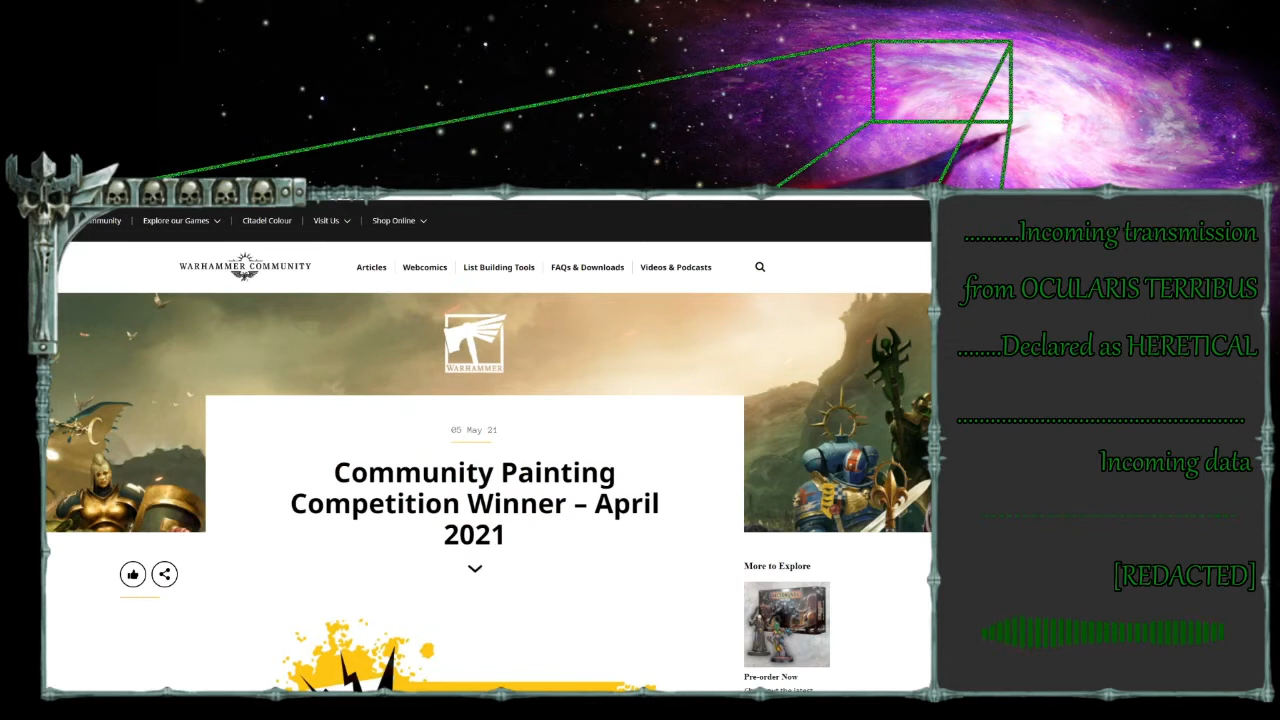 Explore our Games
Citadel Colour
Visit Us
Shop Online
WARHAMMER COMMUNITY
Articles
Webcomics
List Building Tools
FAQs & Downloads
Videos & Podcasts
WARHAMMER
05 May 21
Community Painting
Competition Winner – April
2021
More to Explore
Pre-order Now
..........Incoming transmission
from OCULARIS TERRIBUS
........Declared as HERETICAL
Incoming data
[REDACTED]